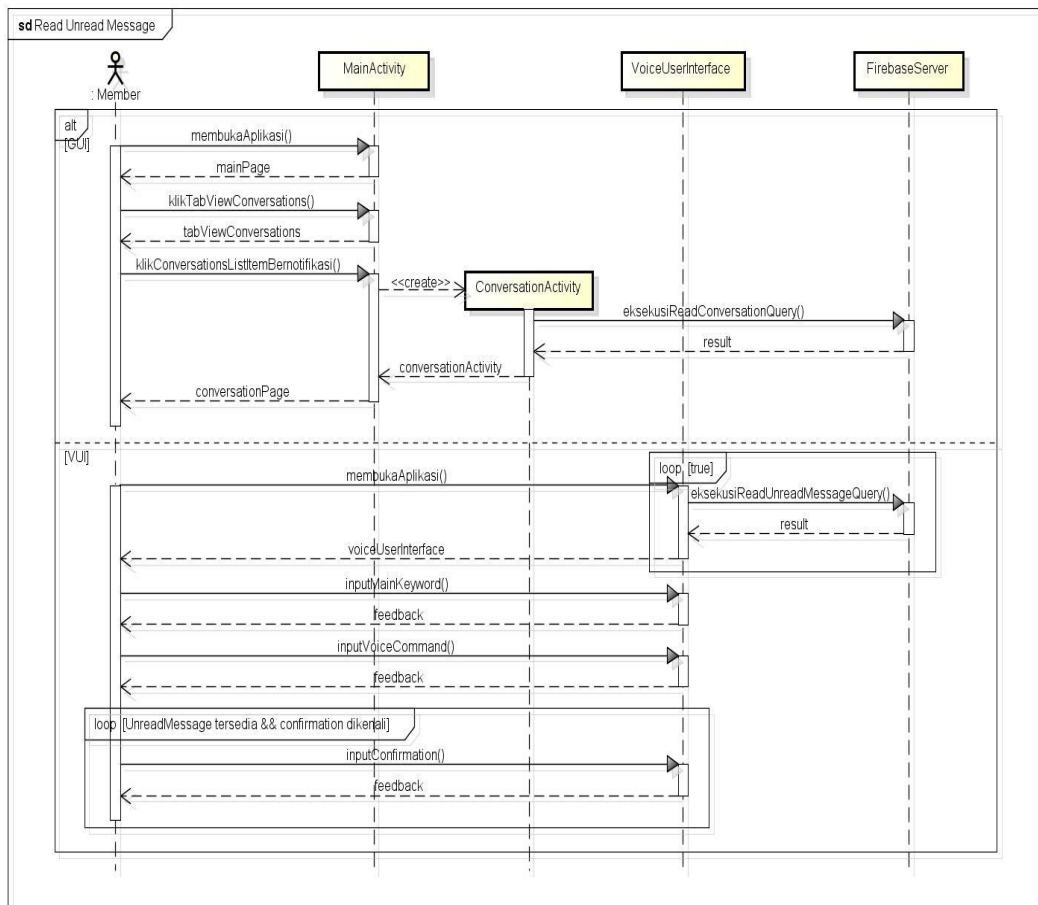 sd Read Unread Message
: Member
MainActivity
VoiceUserInterface
FirebaseServer
alt
[GUI]
membukaAplikasi()
mainPage
klikTabViewConversations()
tabViewConversations
klikConversationsListItemBernotifikasi()
<<create>>
ConversationActivity
eksekusiReadConversationQuery()
result
conversationActivity
conversationPage
[VUI]
loop [true]
membukaAplikasi()
eksekusiReadUnreadMessageQuery()
result
voiceUserInterface
inputMainKeyword()
feedback
inputVoiceCommand()
feedback
loop [UnreadMessage tersedia && confirmation dikenali]
inputConfirmation()
feedback